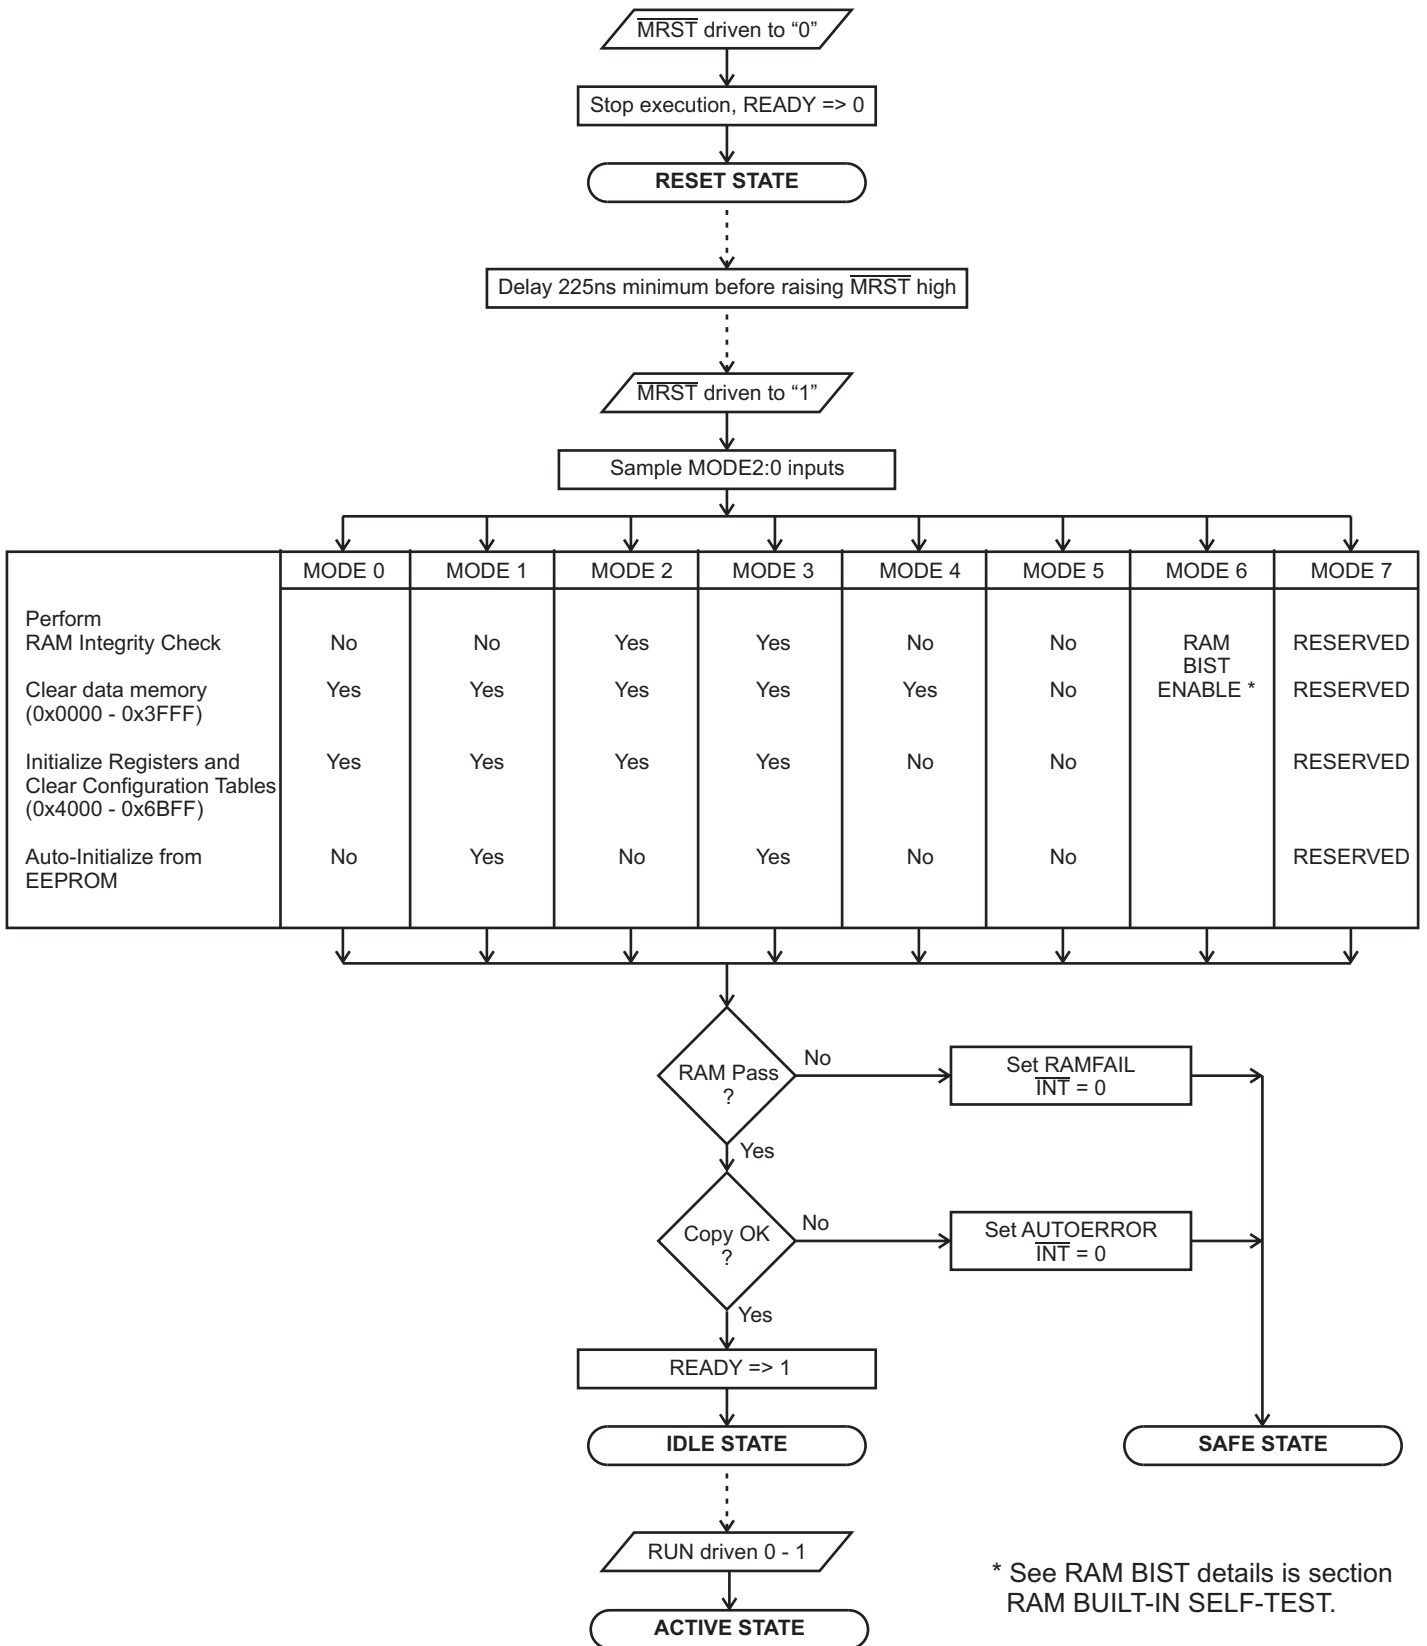 MRST driven to “0”
Stop execution, READY => 0
RESET STATE
Delay 225ns minimum before raising MRST high
MRST driven to “1”
Sample MODE2:0 inputs
MODE 0 MODE 1 MODE 2 MODE 3 MODE 4 MODE 5 MODE 6 MODE 7
Perform
RAM Integrity Check No No Yes Yes No No RAM RESERVED
BIST
Clear data memory Yes Yes Yes Yes Yes No ENABLE * RESERVED
(0x0000 - 0x3FFF)
Initialize Registers and Yes Yes Yes Yes No No RESERVED
Clear Configuration Tables
(0x4000 - 0x6BFF)
Auto-Initialize from No Yes No Yes No No RESERVED
EEPROM
RAM Pass
?
No
Set RAMFAIL
INT = 0
Yes
Copy OK
?
No
Set AUTOERROR
INT = 0
Yes
READY => 1
IDLE STATE
SAFE STATE
RUN driven 0 - 1
ACTIVE STATE
* See RAM BIST details is section
RAM BUILT-IN SELF-TEST.